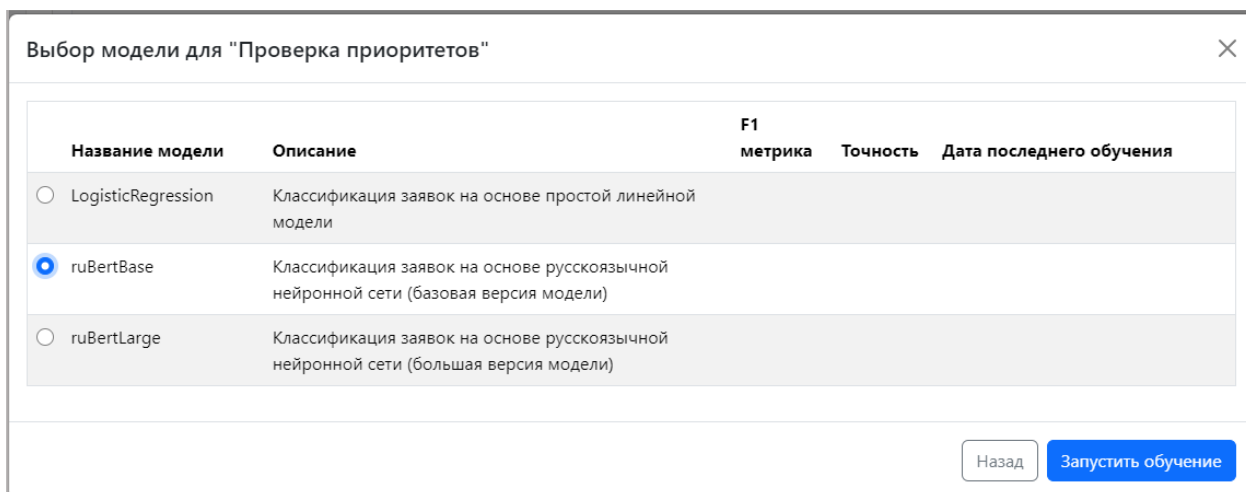 Выбор модели для "Проверка приоритетов"
F1
Название модели Описание метрика Точность Дата последнего обучения
LogisticRegression Классификация заявок на основе простой линейной
модели
ruBertBase Классификация заявок на основе русскоязычной
нейронной сети (базовая версия модели)
ruBertLarge Классификация заявок на основе русскоязычной
нейронной сети (большая версия модели)
Назад Запустить обучение